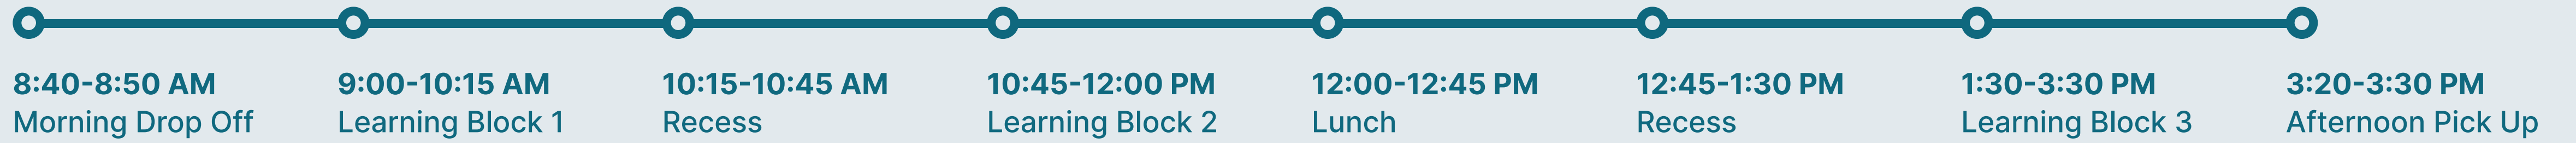 8:40-8:50 AM
Morning Drop Off
9:00-10:15 AM
Learning Block 1
10:15-10:45 AM
Recess
10:45-12:00 PM
Learning Block 2
12:00-12:45 PM
Lunch
12:45-1:30 PM
Recess
1:30-3:30 PM
Learning Block 3
3:20-3:30 PM
Afternoon Pick Up